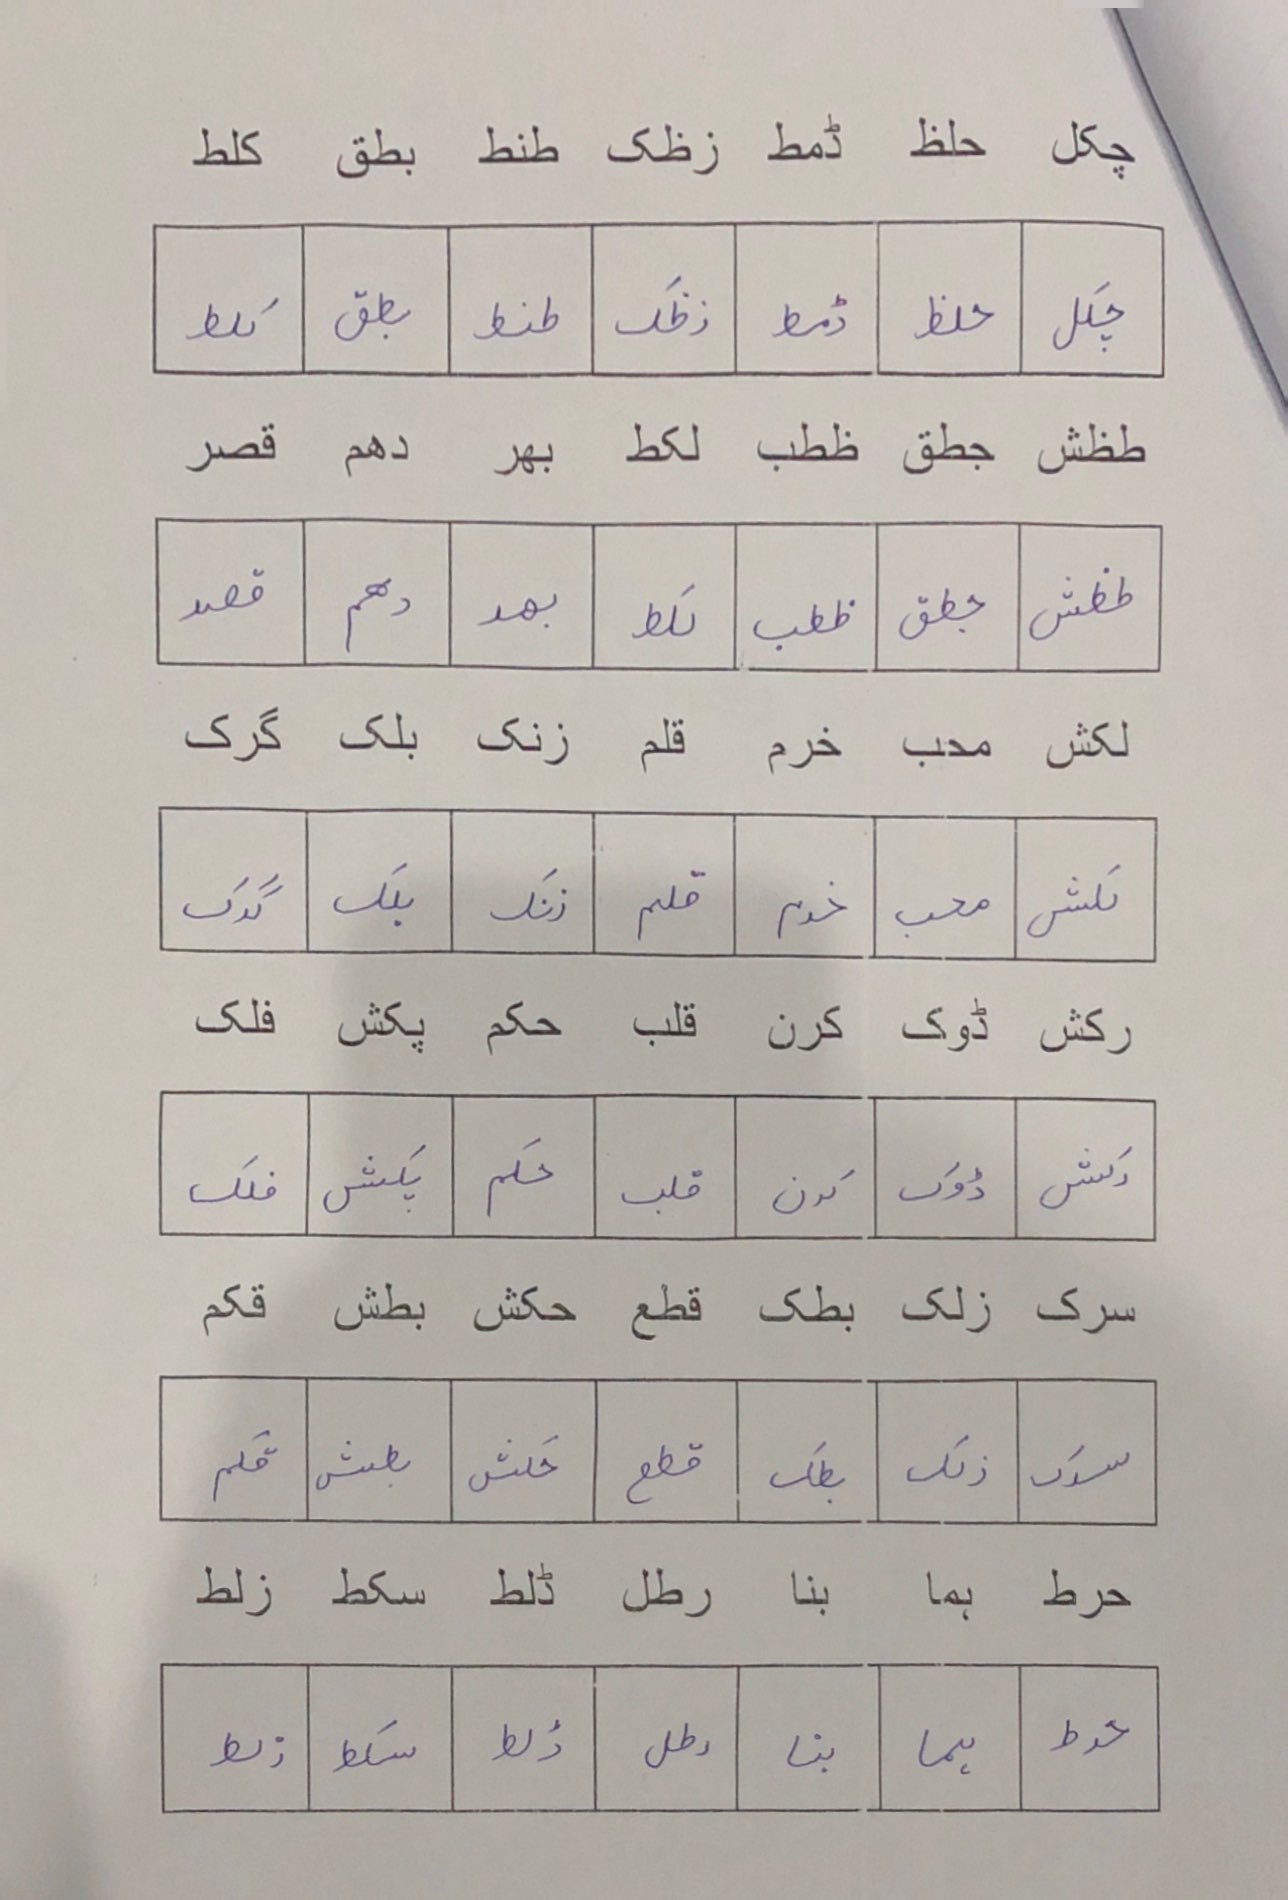 چکل حلظ ڈمط زظک طنط بطق کلط
چکل حلظ ڈمط زظک طنط بطق کلط
طظش جطق ظطب لکط بھر دھم قصر
طظش جطق ظطب لکط بھر دھم قصر
لکش محب خرم قلم زنک بلک گرک
لکش محب خرم قلم زنک بلک گرک
رکش ڈوک کرن قلب حکم پکش فلک
رکش ڈوک کرن قلب حکم پکش فلک
سرک زلک بطک قطع حکش بطش قکم
سرک زلک بطک قطع حکش بطش قکم
حرط ہما بنا رطل ڈلط سکط زلط
حرط ہما بنا رطل ڈلط سکط زلط